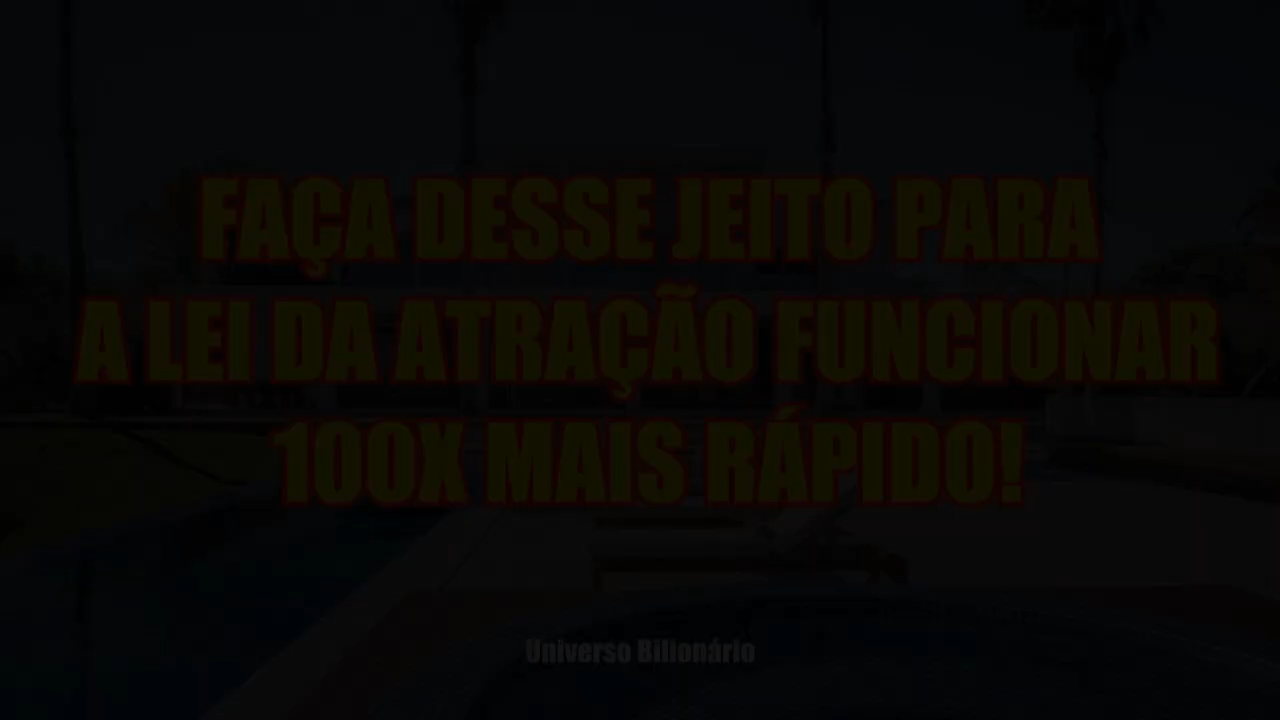 FAÇA DESSE JEITO PARA
A LEI DA ATRAÇÃO FUNCIONAR
100X MAIS RÁPIDO!
Universo Bilionário